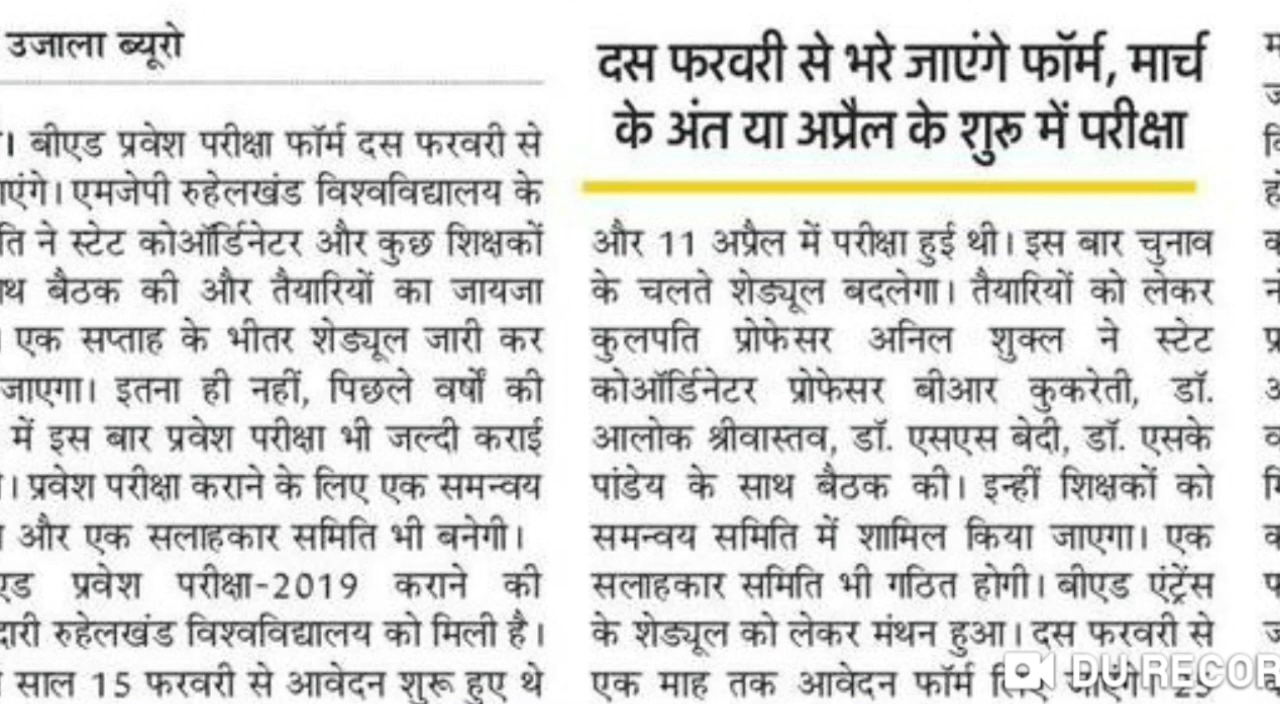 उजाला ब्यूरो
। बीएड प्रवेश परीक्षा फॉर्म दस फरवरी से
एमजेपी रुहेलखंड विश्वविद्यालय के
ने स्टेट कोऑर्डिनेटर और कुछ शिक्षकों
बैठक की और तैयारियों का जायजा
एक सप्ताह के भीतर शेड्यूल जारी कर
जाएगा। इतना ही नहीं, पिछले वर्षों की
में इस बार प्रवेश परीक्षा भी जल्दी कराई
। प्रवेश परीक्षा कराने के लिए एक समन्वय
और एक सलाहकार समिति भी बनेगी।
प्रवेश परीक्षा-2019 कराने की
रुहेलखंड विश्वविद्यालय को मिली है।
साल 15 फरवरी से आवेदन शुरू हुए थे
दस फरवरी से भरे जाएंगे फॉर्म, मार्च
के अंत या अप्रैल के शुरू में परीक्षा
और 11 अप्रैल में परीक्षा हुई थी। इस बार चुनाव
के चलते शेड्यूल बदलेगा। तैयारियों को लेकर
कुलपति प्रोफेसर अनिल शुक्ल ने स्टेट
कोऑर्डिनेटर प्रोफेसर बीआर कुकरेती, डॉ.
आलोक श्रीवास्तव, डॉ. एसएस बेदी, डॉ. एसके
पांडेय के साथ बैठक की। इन्हीं शिक्षकों को
समन्वय समिति में शामिल किया जाएगा। एक
सलाहकार समिति भी गठित होगी। बीएड एंट्रेंस
के शेड्यूल को लेकर मंथन हुआ। दस फरवरी से
एक माह तक आवेदन फॉर्म लिए जाएंगे।
DU RECOR